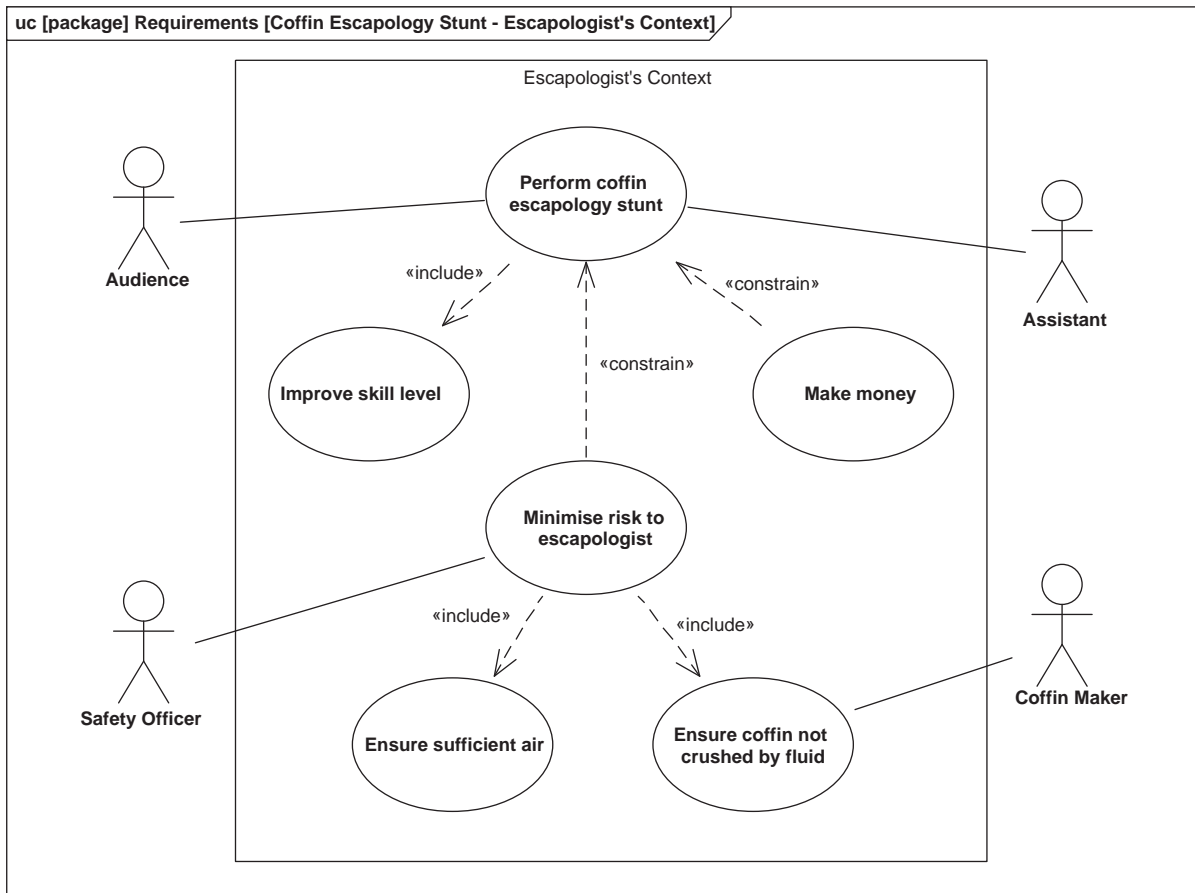 uc [package] Requirements [Coffin Escapology Stunt - Escapologist's Context]
Escapologist's Context
Perform coffin
escapology stunt
Audience
«include»
«constrain»
Assistant
Improve skill level
«constrain»
Make money
Minimise risk to
escapologist
«include»
«include»
Safety Officer
Coffin Maker
Ensure sufficient air
Ensure coffin not
crushed by fluid